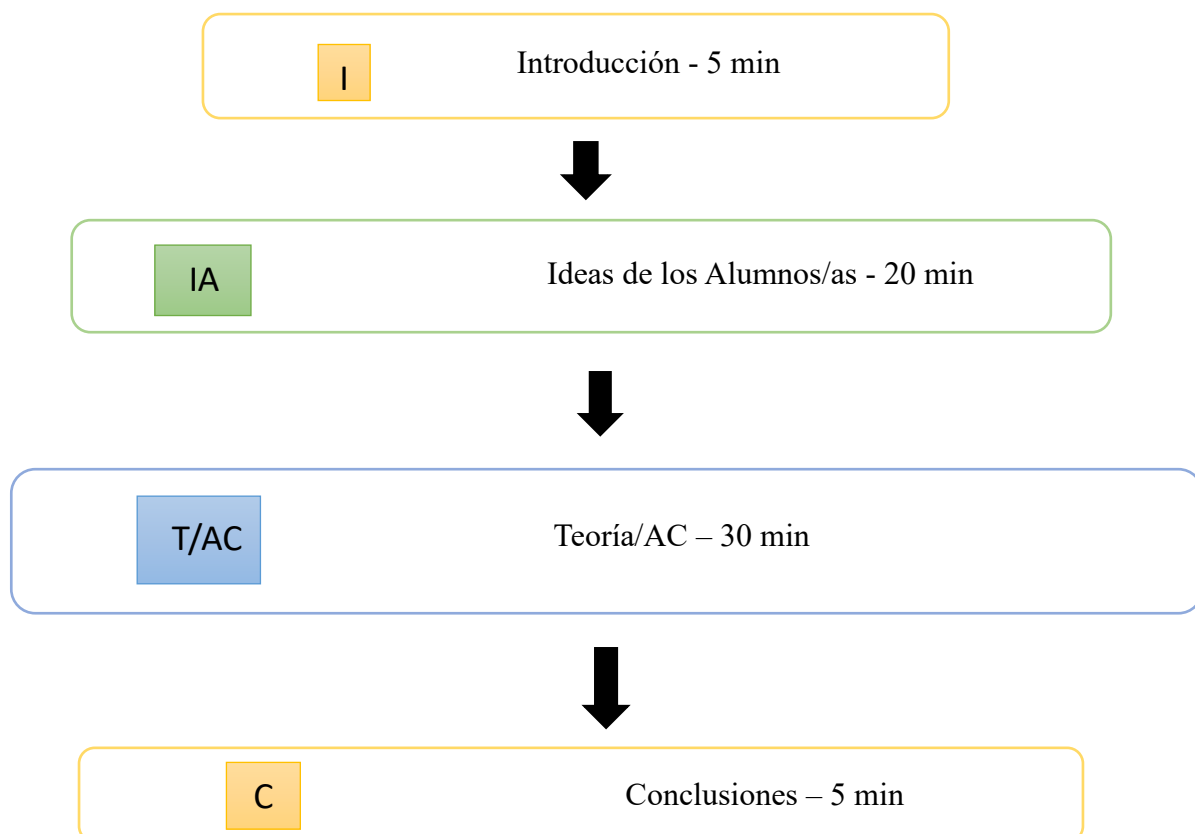 I
Introducción - 5 min
IA
Ideas de los Alumnos/as - 20 min
T/AC
Teoría/AC – 30 min
C
Conclusiones – 5 min